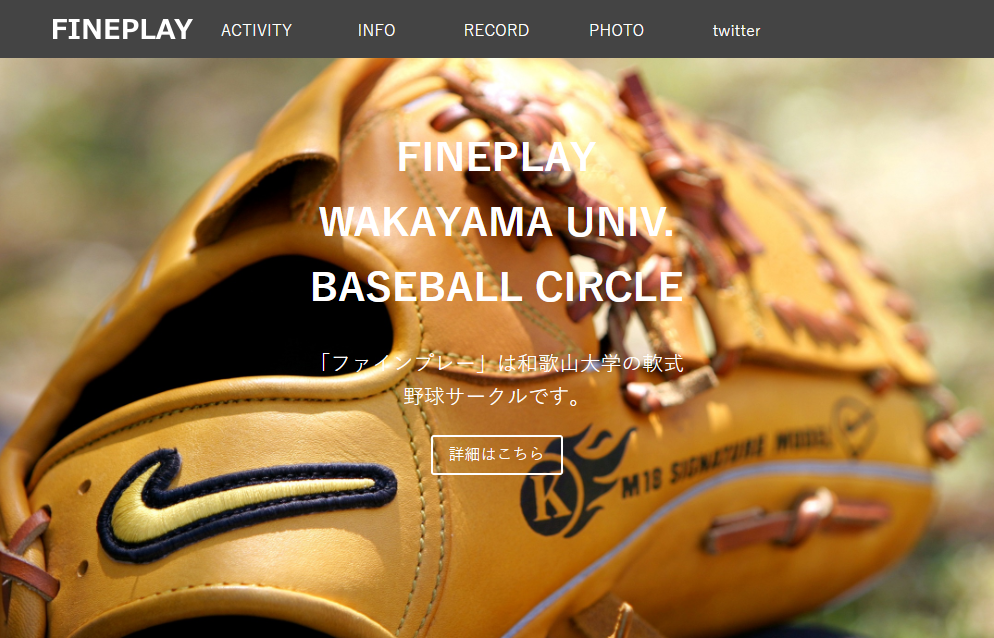 FINEPLAY ACTIVITY INFO RECORD PHOTO twitter
FINEPLAY
WAKAYAMA UNIV.
BASEBALL CIRCLE
「ファインプレー」は和歌山大学の軟式
野球サークルです。
詳細はこちら
K M18 SIGNATURE MODEL